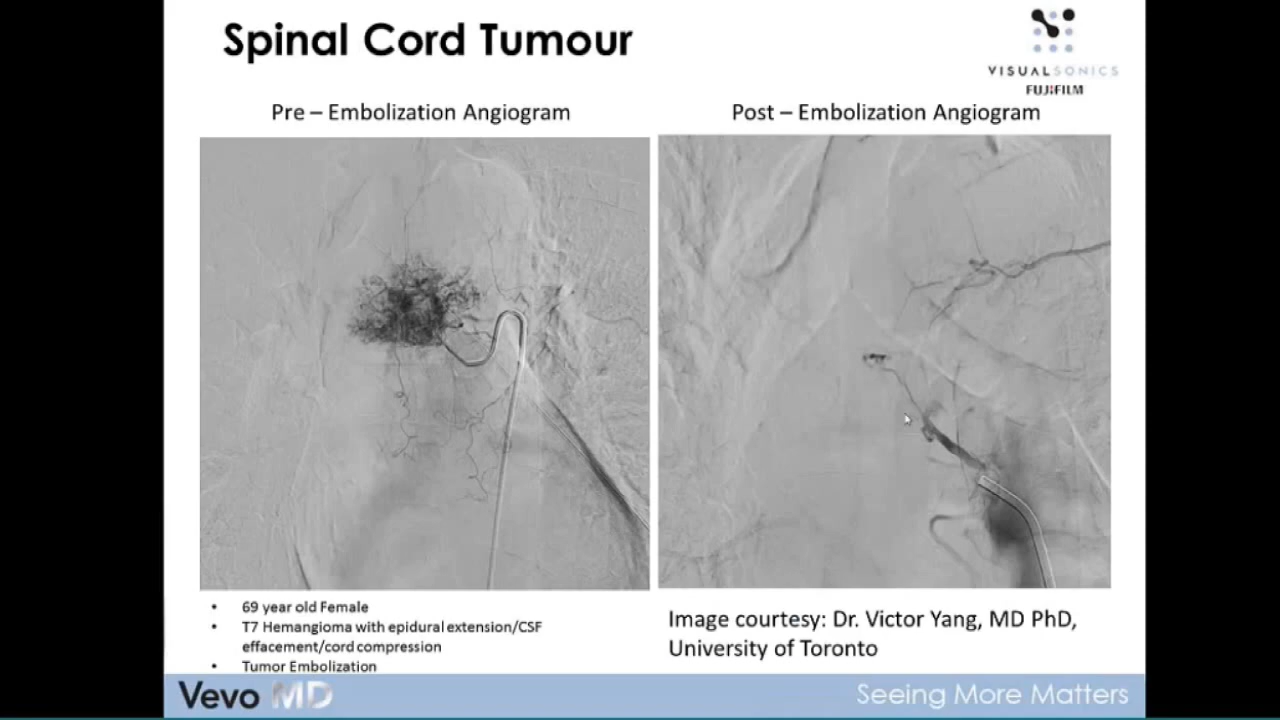 Spinal Cord Tumour
VISUALSONICS
FUJIFILM
Pre – Embolization Angiogram
Post – Embolization Angiogram
• 69 year old Female
• T7 Hemangioma with epidural extension/CSF
effacement/cord compression
• Tumor Embolization
Image courtesy: Dr. Victor Yang, MD PhD,
University of Toronto
Vevo MD
Seeing More Matters